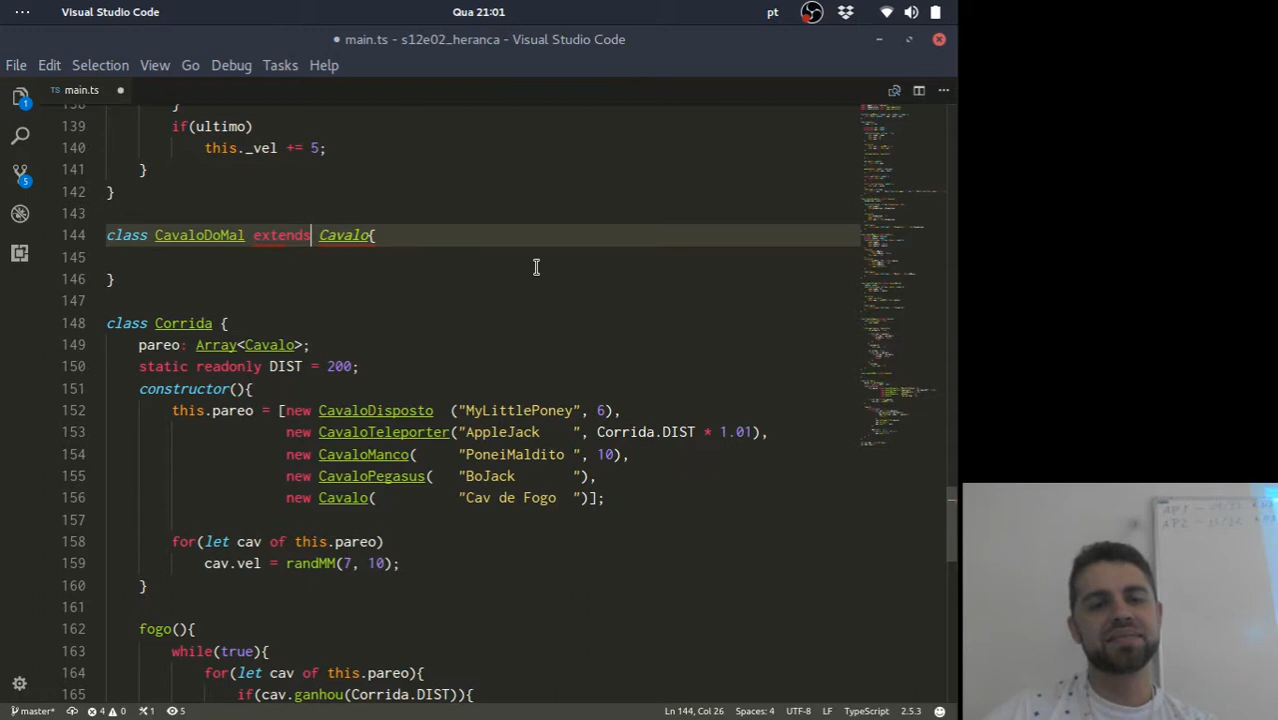 Visual Studio Code
Qua 21:01
pt
main.ts - s12e02_heranca - Visual Studio Code
File Edit Selection View Go Debug Tasks Help
main.ts
138 }
139 if(ultimo)
140 this._vel += 5;
141 }
142 }
143
144 class CavaloDoMal extends Cavalo{
145
146 }
147
148 class Corrida {
149 pareo: Array<Cavalo>;
150 static readonly DIST = 200;
151 constructor(){
152 this.pareo = [new CavaloDisposto ("MyLittlePoney", 6),
153 new CavaloTeleporter("AppleJack ", Corrida.DIST * 1.01),
154 new CavaloManco( "PoneiMaldito ", 10),
155 new CavaloPegasus( "BoJack "),
156 new Cavalo( "Cav de Fogo ")];
157
158 for(let cav of this.pareo)
159 cav.vel = randMM(7, 10);
160 }
161
162 fogo(){
163 while(true){
164 for(let cav of this.pareo){
165 if(cav.ganhou(Corrida.DIST)){
master* 4 0 1 5
Ln 144, Col 26 Spaces: 4 UTF-8 LF TypeScript 2.5.3